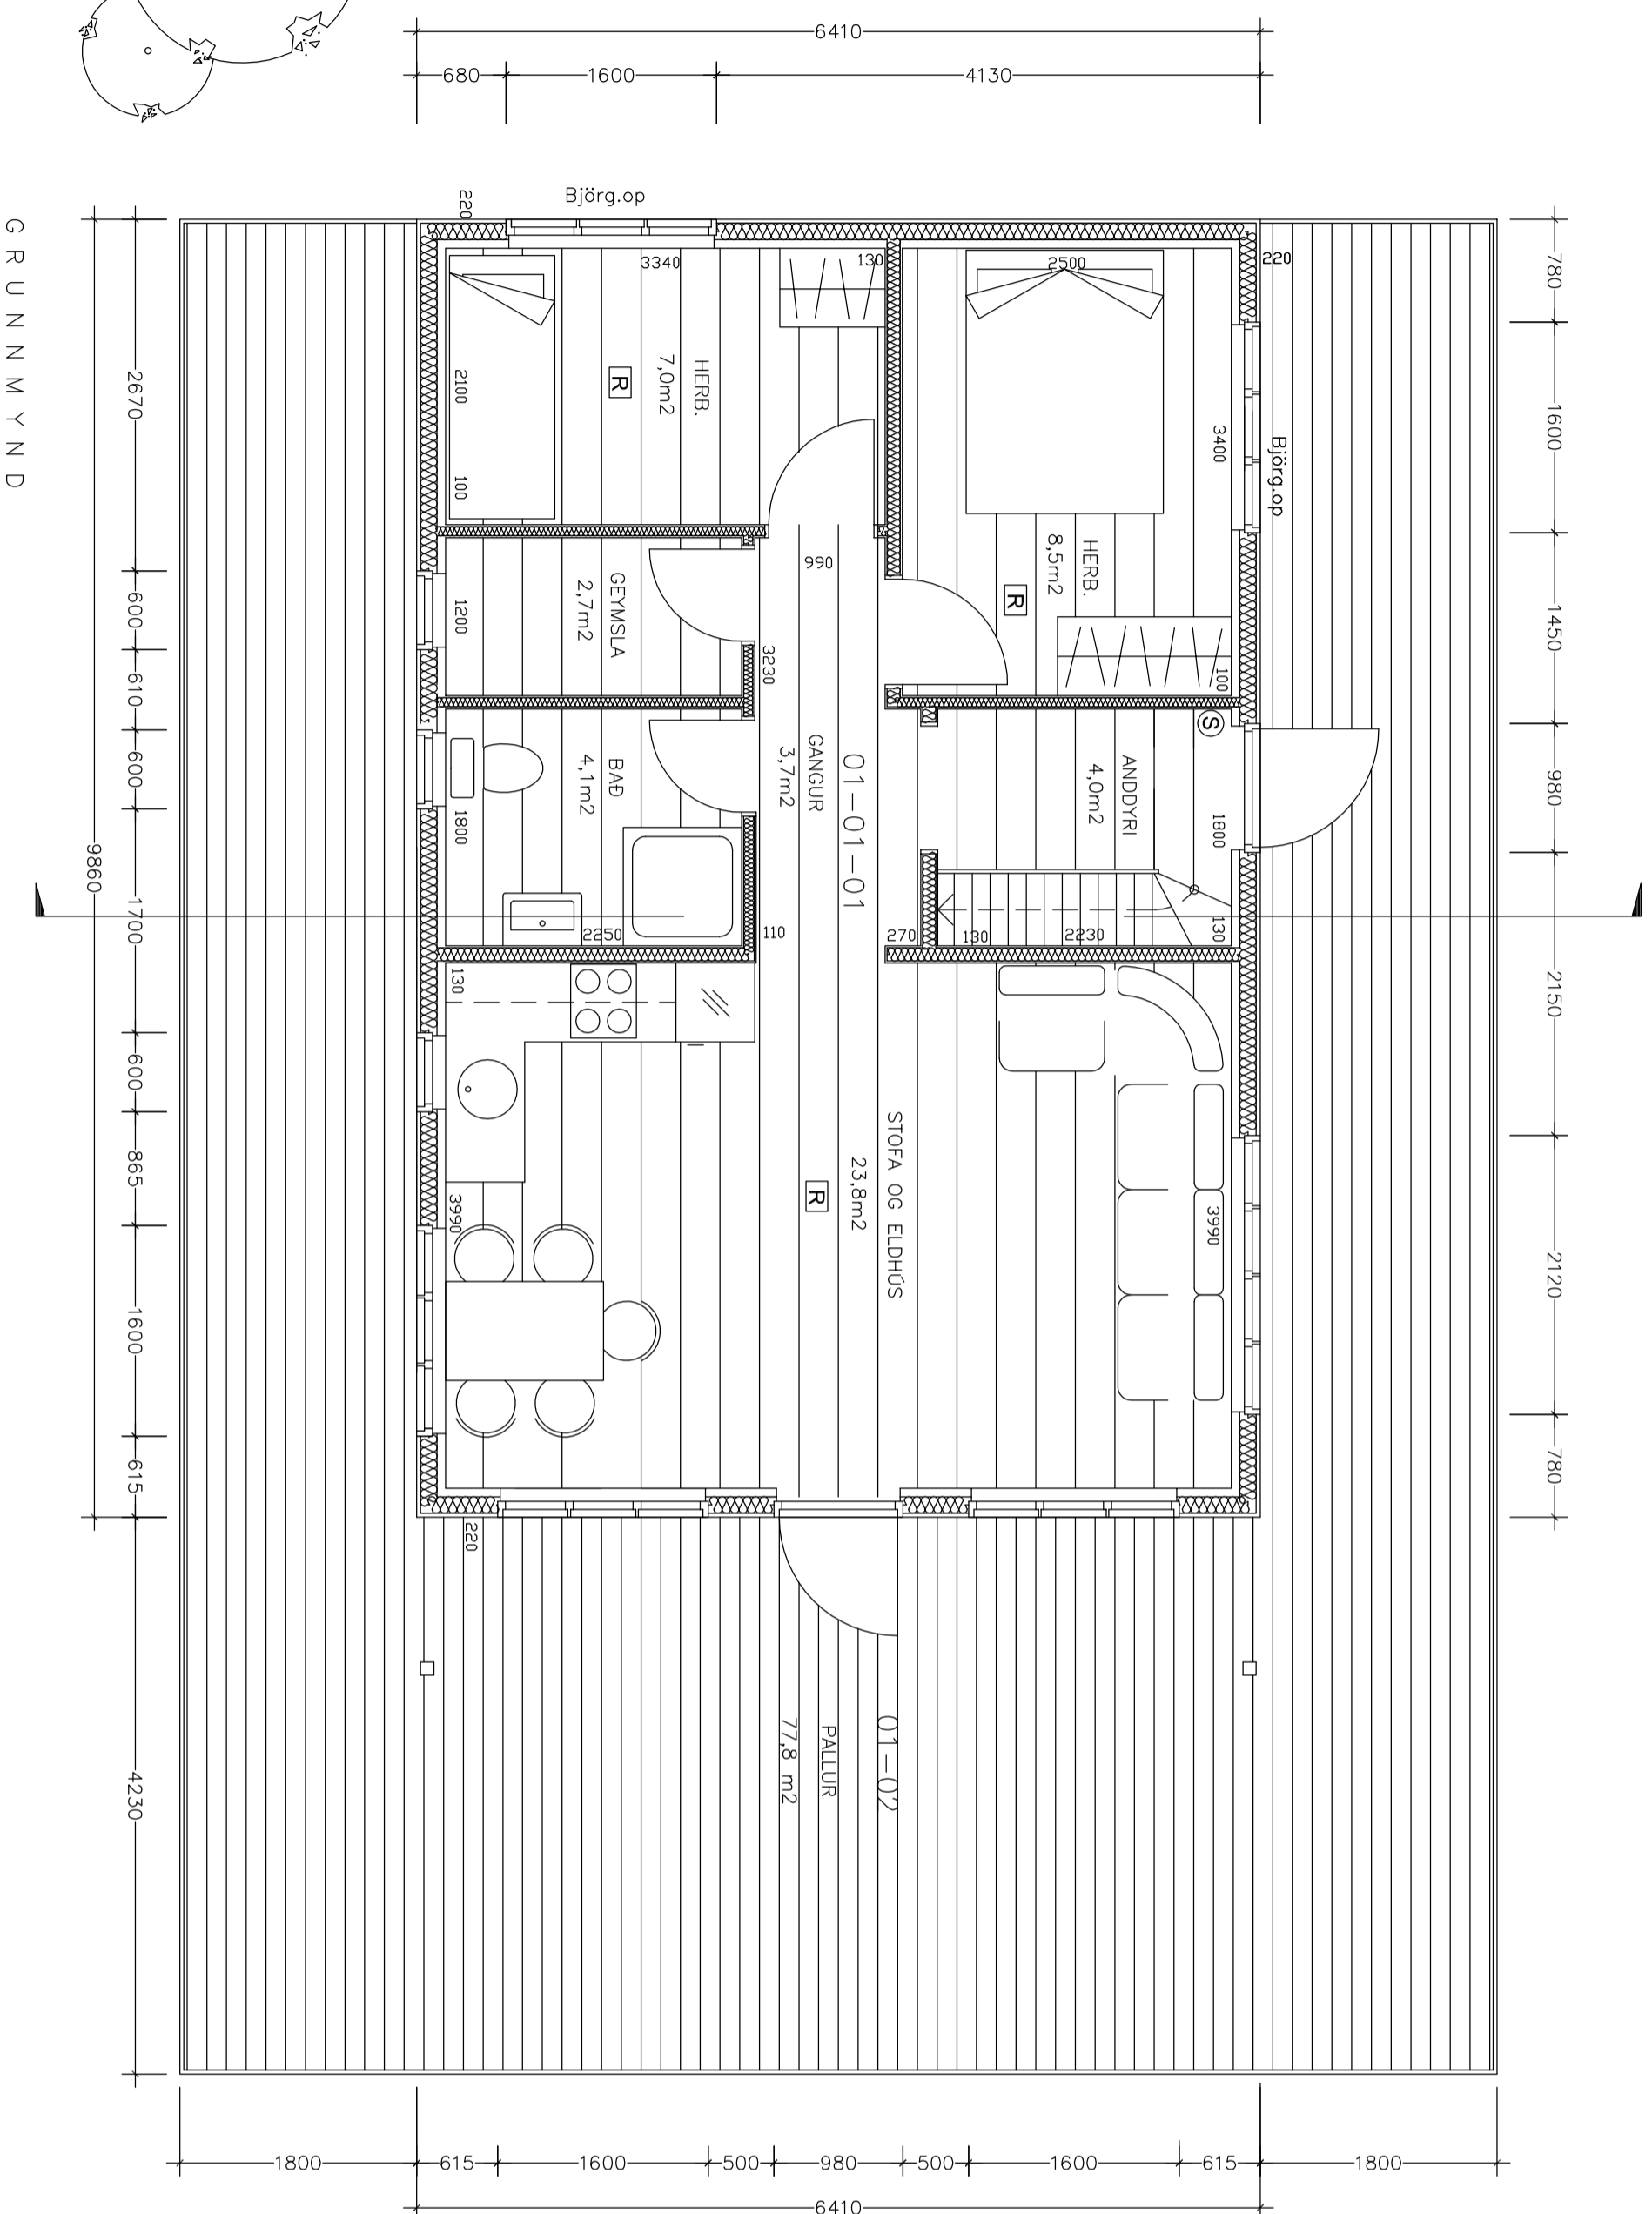 6410
680
1600
4130
Björg.op
220
3340
130
2500
220
780
1600
1450
980
2150
2120
780
Björg.op
GRUNNMYND
9860
2670
600
610
600
1700
600
865
1600
615
4230
HERB.
7,0m2
R
2100
100
HERB.
8,5m2
R
3400
100
990
GEYMSLA
2,7m2
1200
3230
S
ANDDYRI
4,0m2
1800
130
01-01-01
GANGUR
3,7m2
BAÐ
4,1m2
1800
2250
110
270
130
2230
130
STOFA OG ELDHÚS
23,8m2
R
3990
3990
220
01-02
PALLUR
77,8 m2
1800
615
1600
500
980
500
1600
615
1800
6410